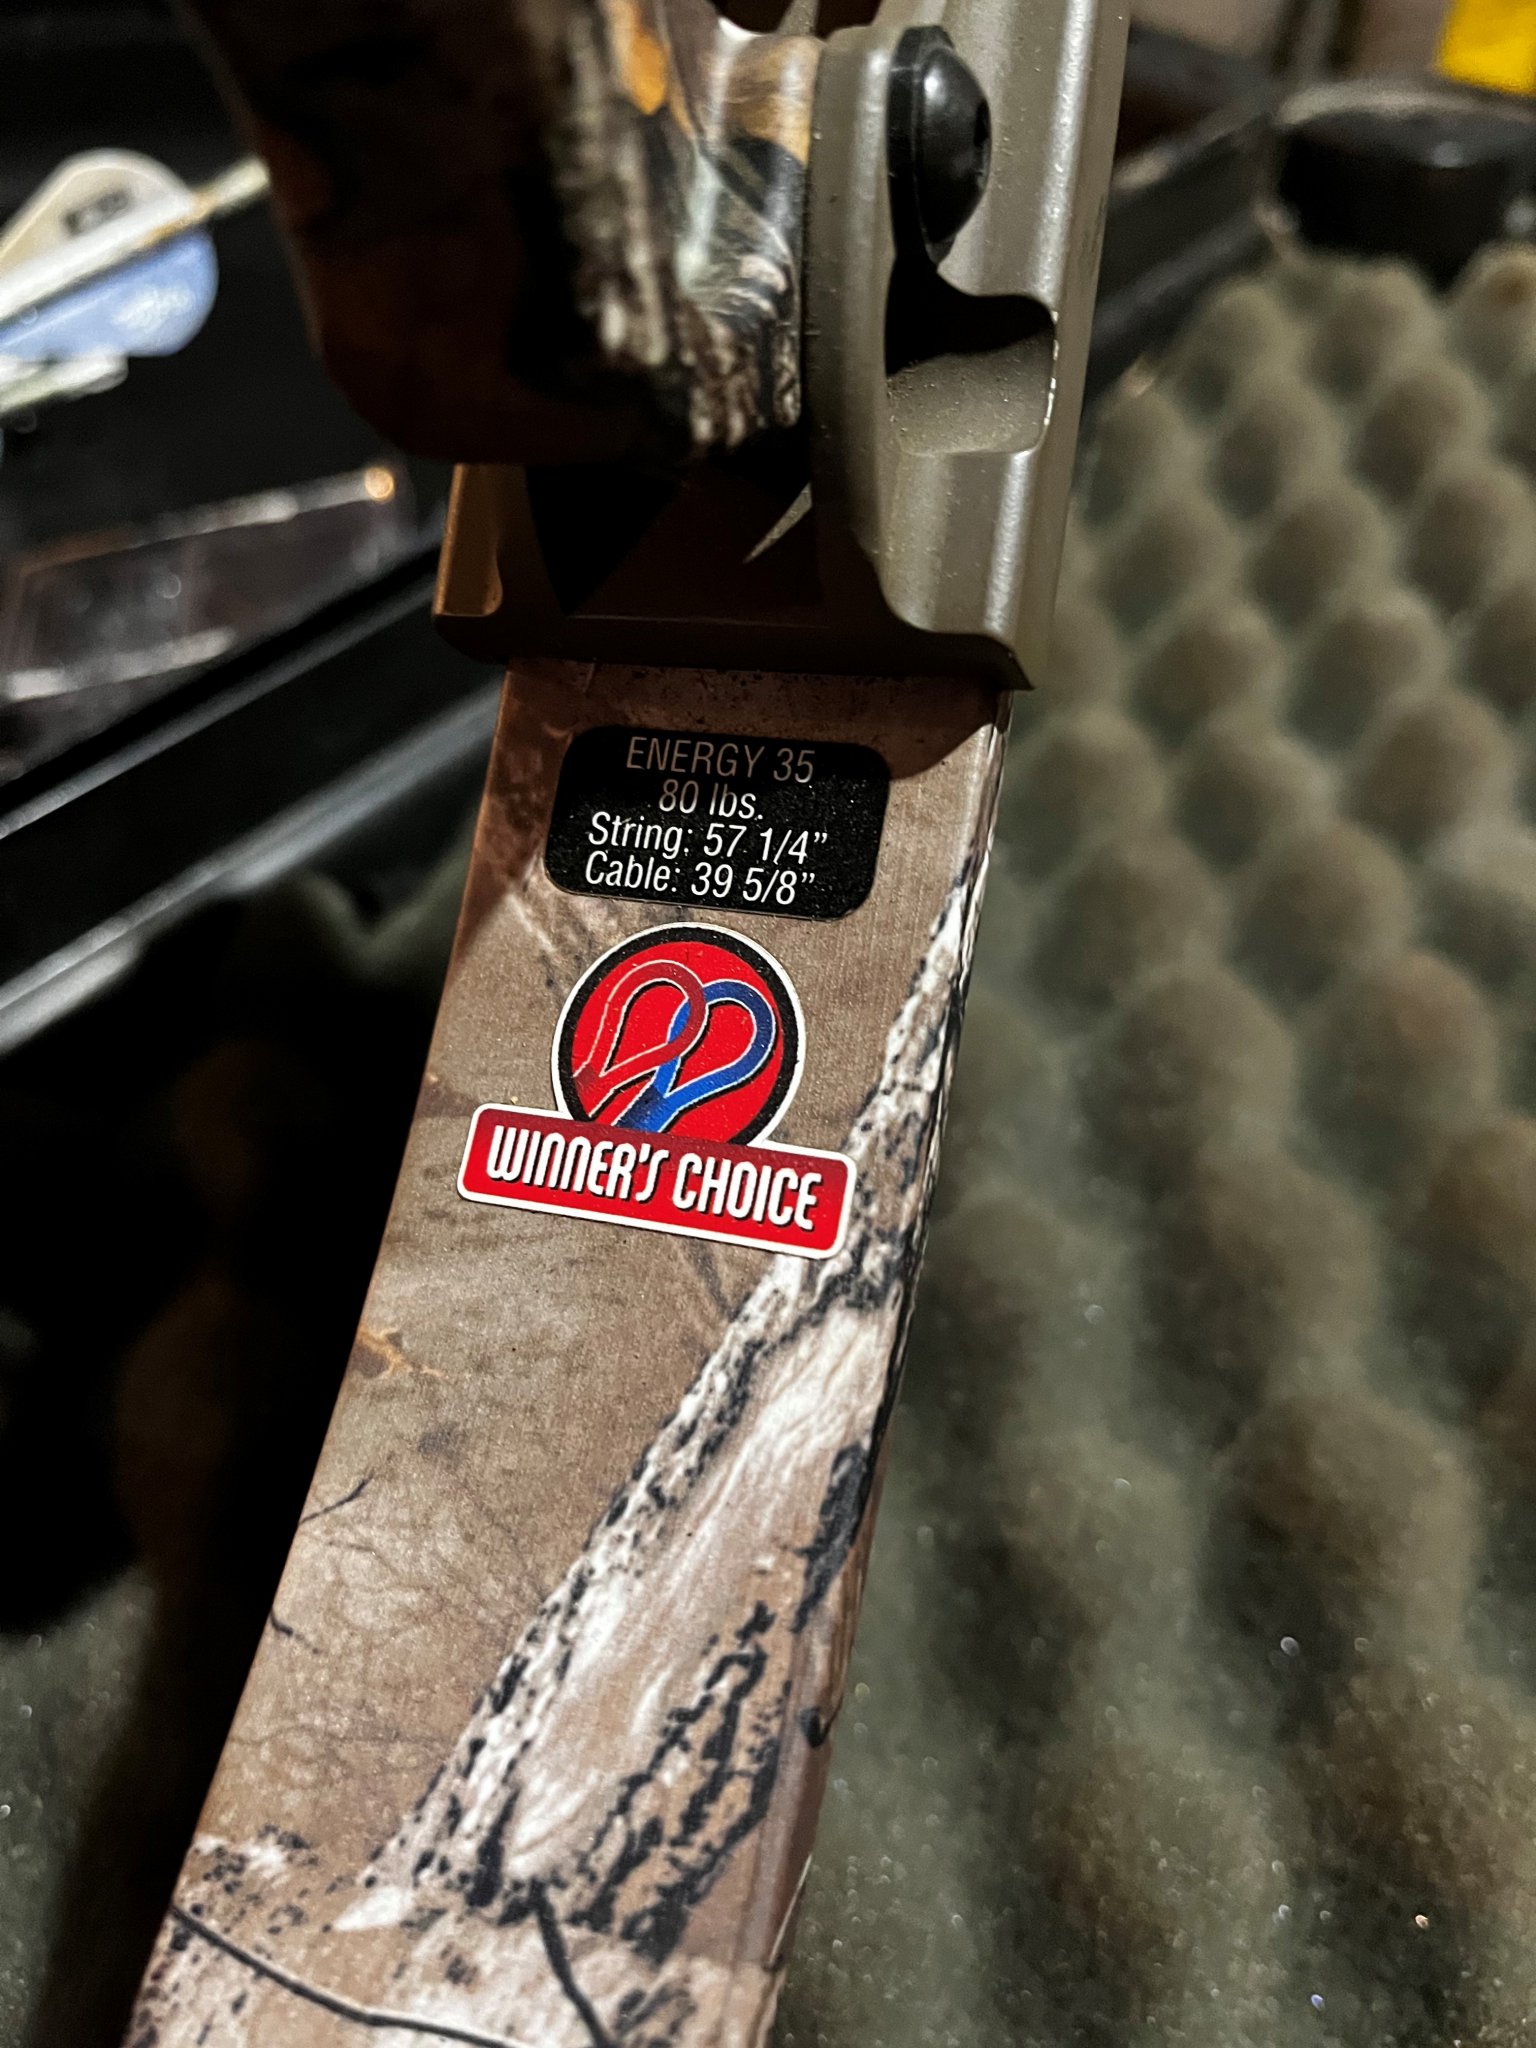 ENERGY 35
80 lbs.
String: 57 1/4”
Cable: 39 5/8”
WINNER'S CHOICE